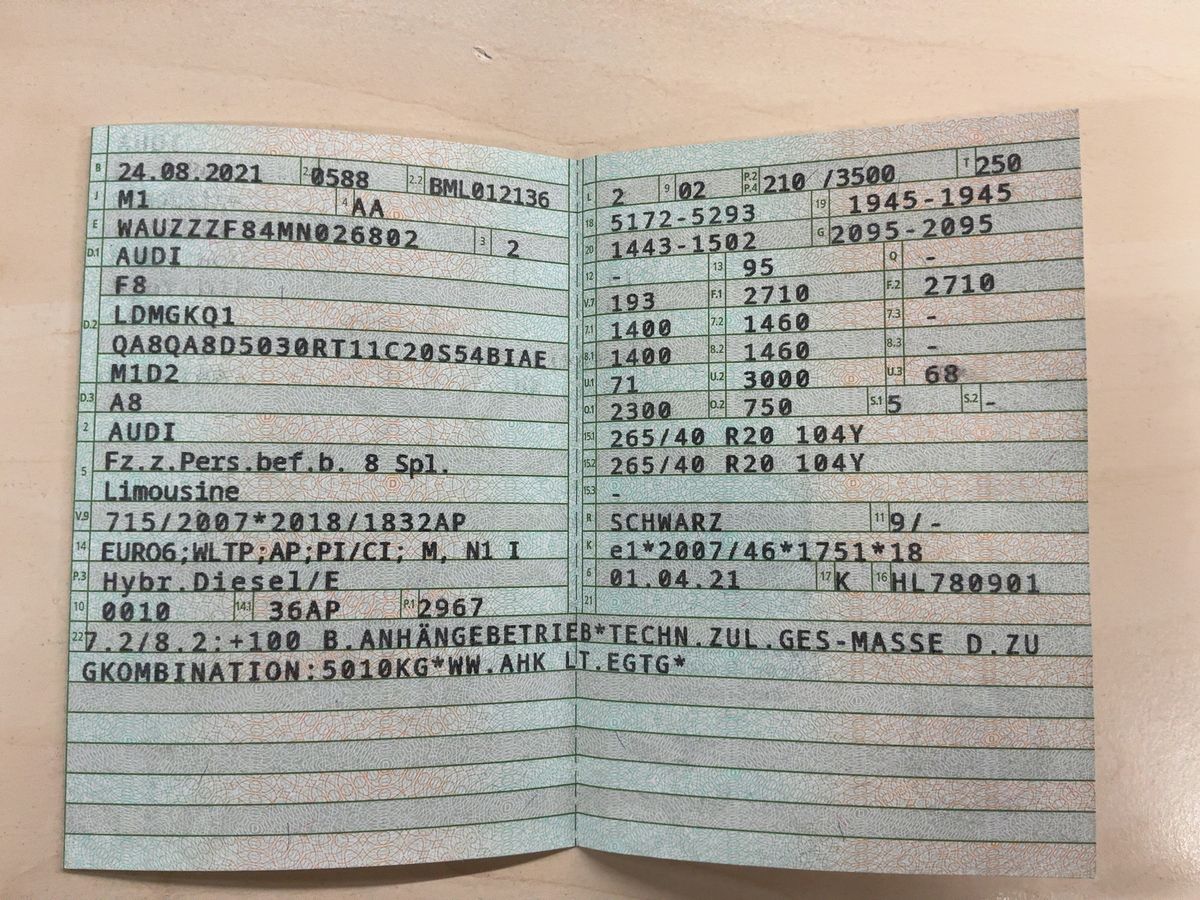 B 24.08.2021 2.1 0588 2.2 BML012136
J M1 4 AA
E WAUZZZF84MN026802 3 2
D.1 AUDI
F8
D.2 LDMGKQ1
QA8QA8D5030RT11C20S54BIAE
M1D2
D.3 A8
2 AUDI
5 Fz.z.Pers.bef.b. 8 Spl.
Limousine
V.9 715/2007*2018/1832AP
14 EURO6;WLTP;AP;PI/CI; M, N1 I
P.3 Hybr.Diesel/E
10 0010 14.1 36AP P.1 2967
L 2 9 02 P.2 P.4 210 /3500 T 250
18 5172-5293 19 1945-1945
20 1443-1502 G 2095-2095
12 - 13 95 Q -
V.7 193 F.1 2710 F.2 2710
7.1 1400 7.2 1460 7.3 -
8.1 1400 8.2 1460 8.3 -
U.1 71 U.2 3000 U.3 68
O.1 2300 O.2 750 S.1 5 S.2 -
15.1 265/40 R20 104Y
15.2 265/40 R20 104Y
15.3 -
R SCHWARZ 11 9/-
K e1*2007/46*1751*18
6 01.04.21 17 K 16 HL780901
21
22 7.2/8.2:+100 B.ANHÄNGEBETRIEB*TECHN.ZUL.GES-MASSE D.ZU
GKOMBINATION:5010KG*WW.AHK LT.EGTG*